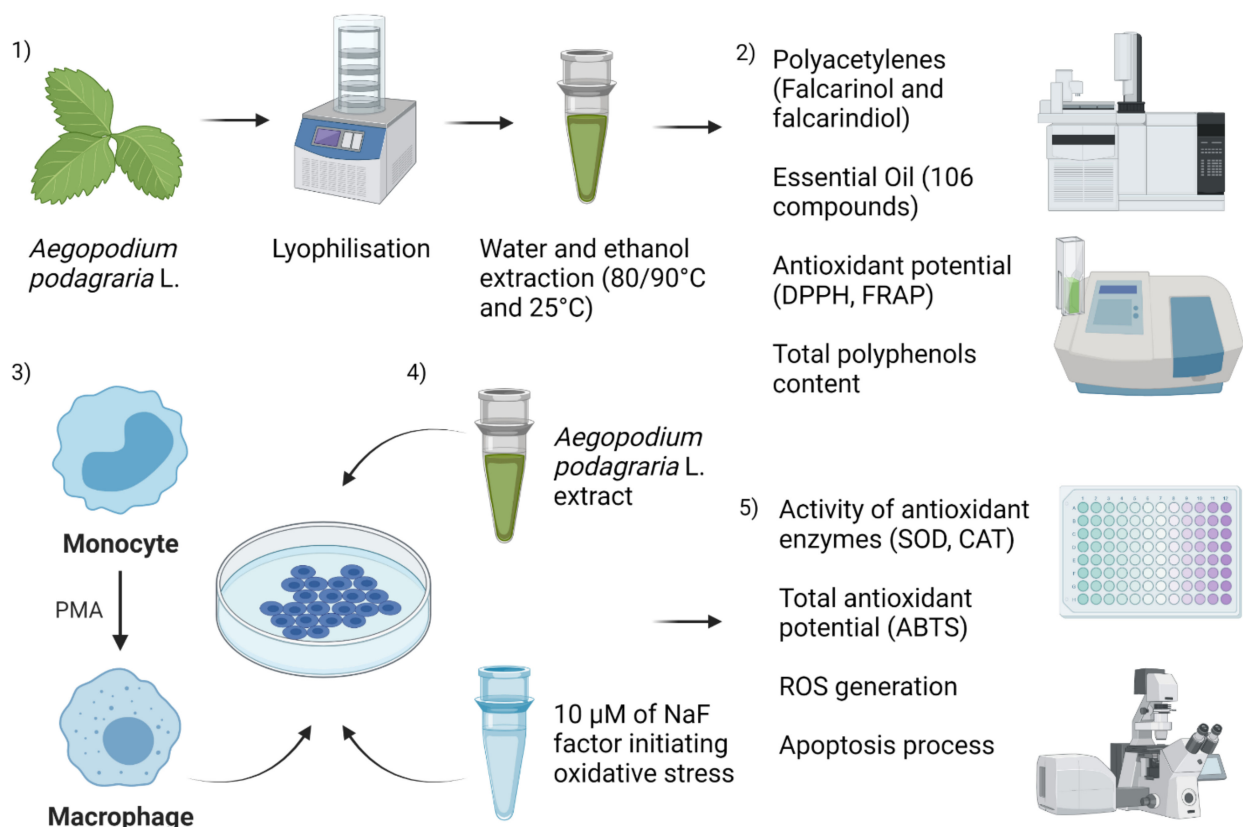 1)
Aegopodium
podagraria L.
Lyophilisation
Water and ethanol
extraction (80/90°C
and 25°C)
2)
Polyacetylenes
(Falcarinol and
falcarindiol)
Essential Oil (106
compounds)
Antioxidant potential
(DPPH, FRAP)
Total polyphenols
content
3)
Monocyte
PMA
Macrophage
4)
Aegopodium
podagraria L.
extract
10 µM of NaF
factor initiating
oxidative stress
5)
Activity of antioxidant
enzymes (SOD, CAT)
Total antioxidant
potential (ABTS)
ROS generation
Apoptosis process